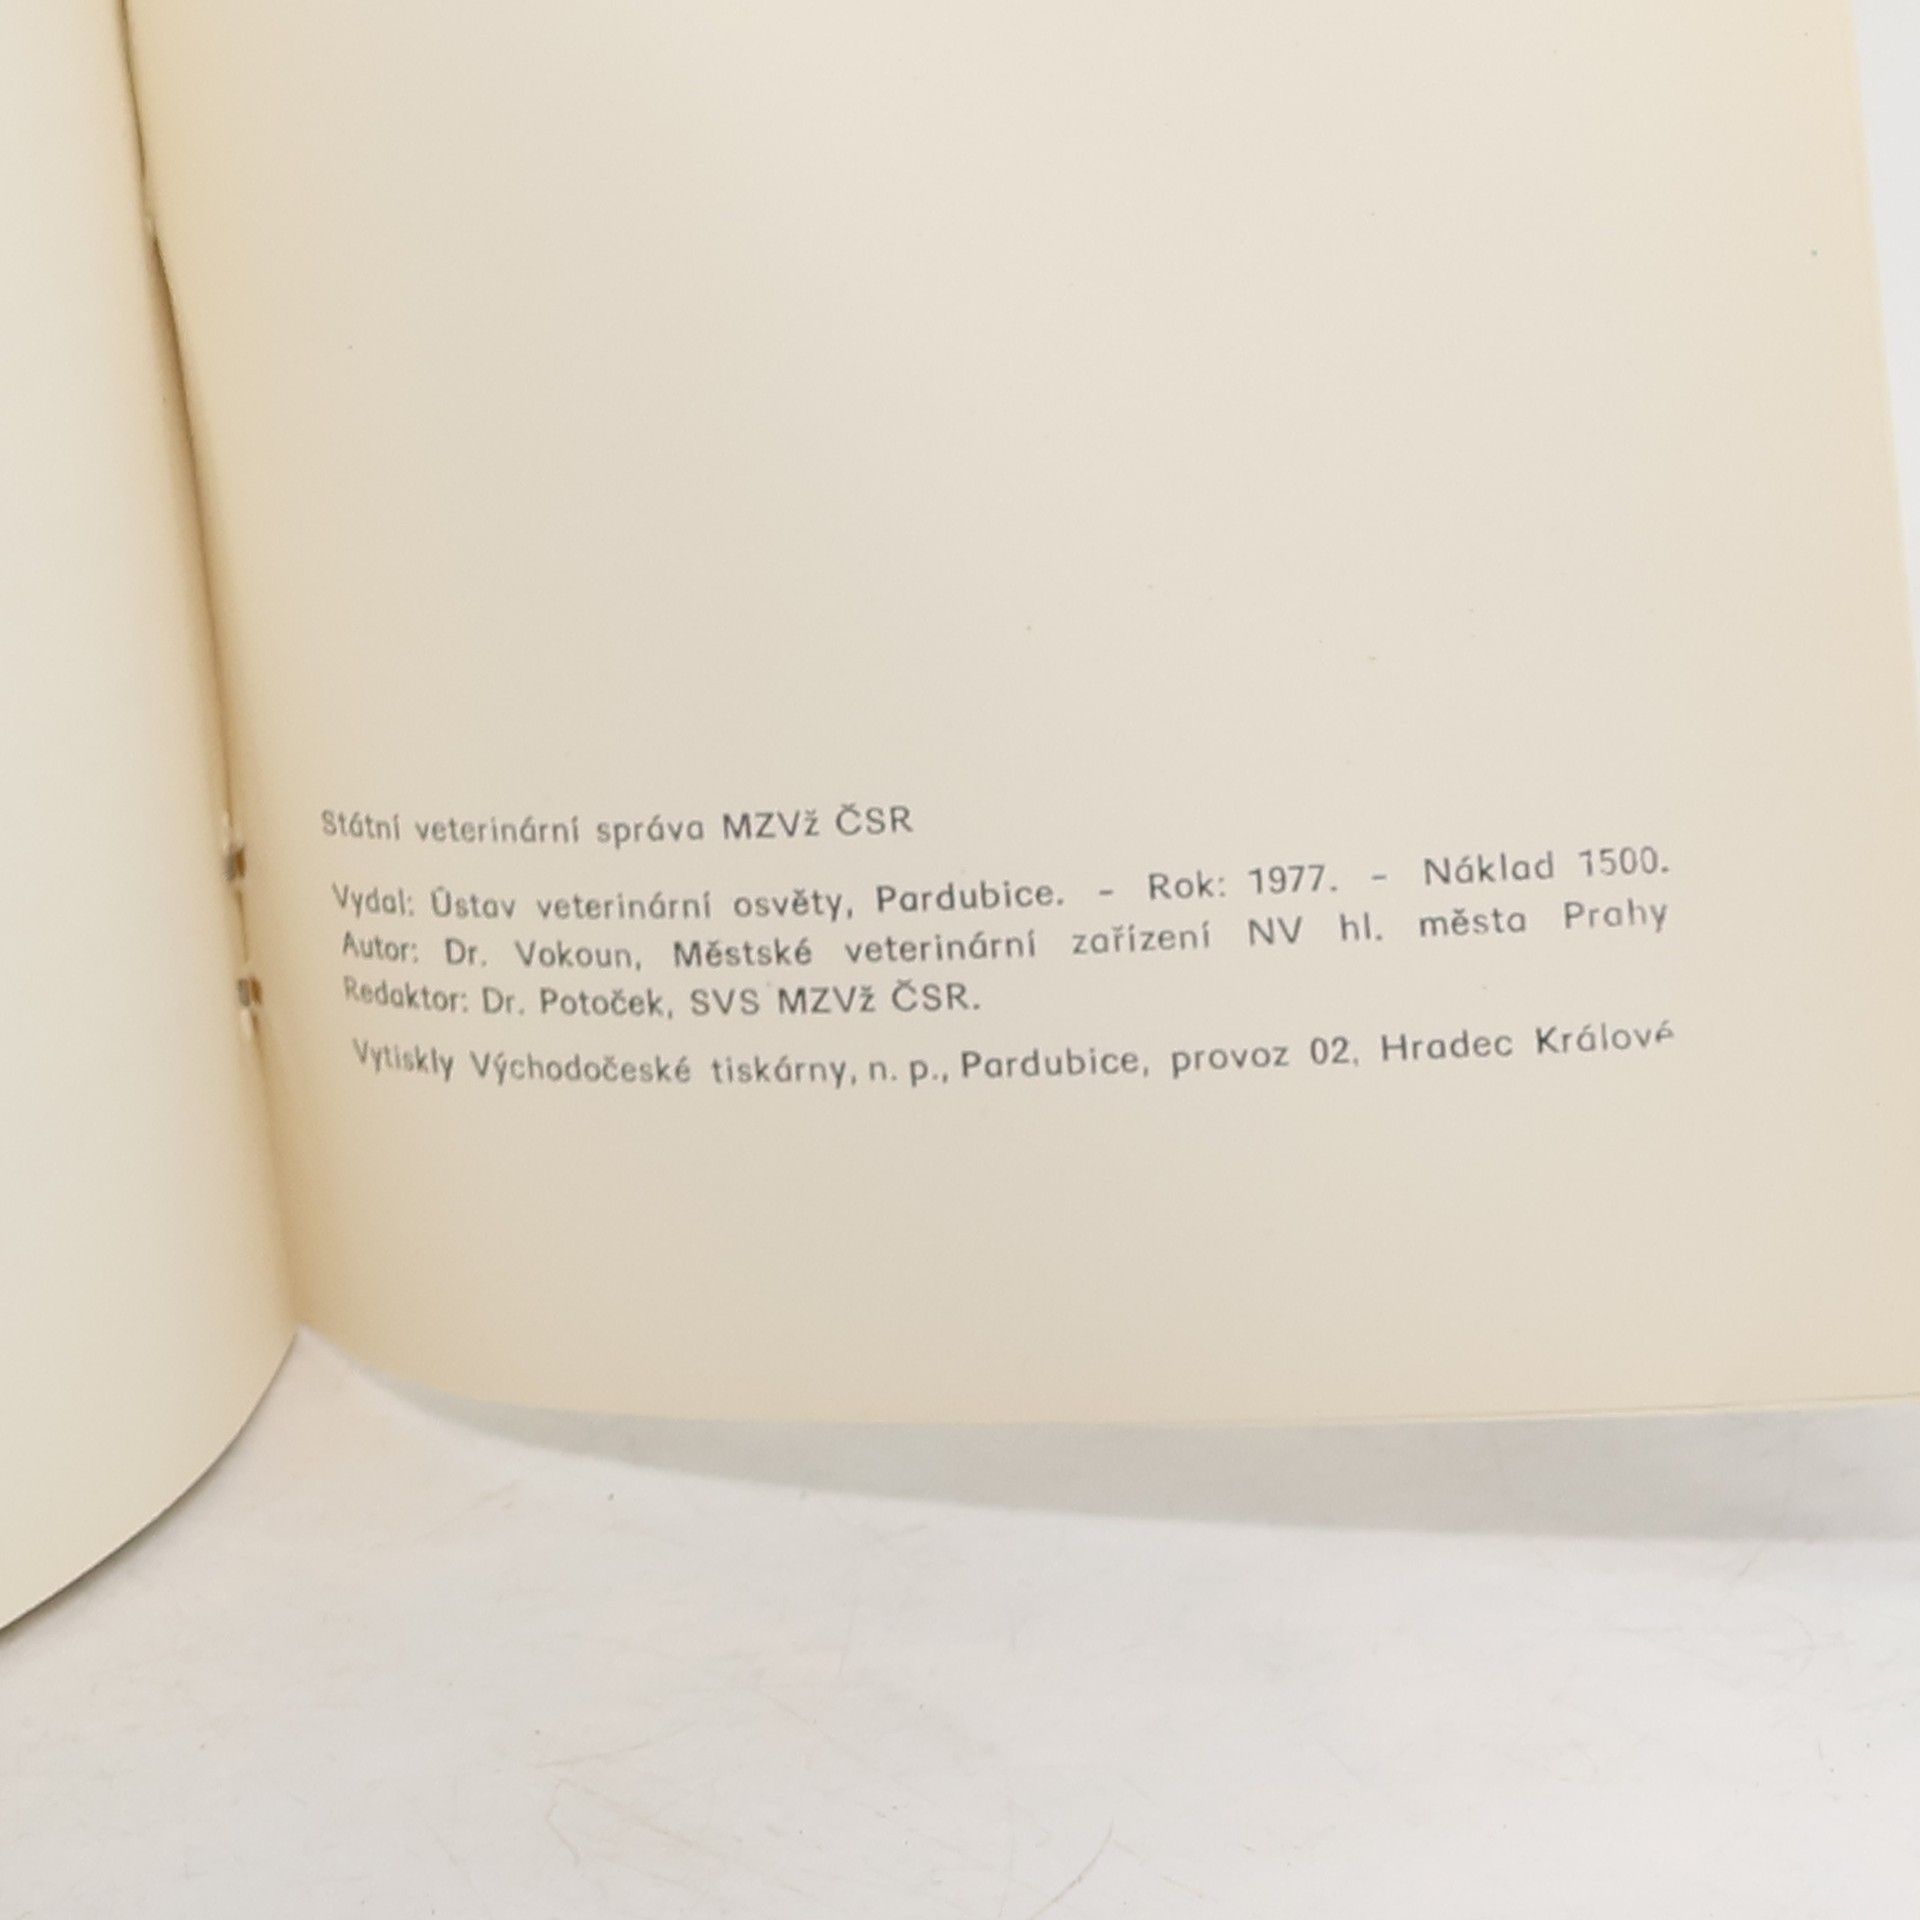 Státní veterinární správa MZVž ČSR
Vydal: Ústav veterinární osvěty, Pardubice. - Rok: 1977. - Náklad 1500.
Autor: Dr. Vokoun, Městské veterinární zařízení NV hl. města Prahy
Redaktor: Dr. Potoček, SVS MZVž ČSR.
Vytiskly Východočeské tiskárny, n. p., Pardubice, provoz 02, Hradec Králové